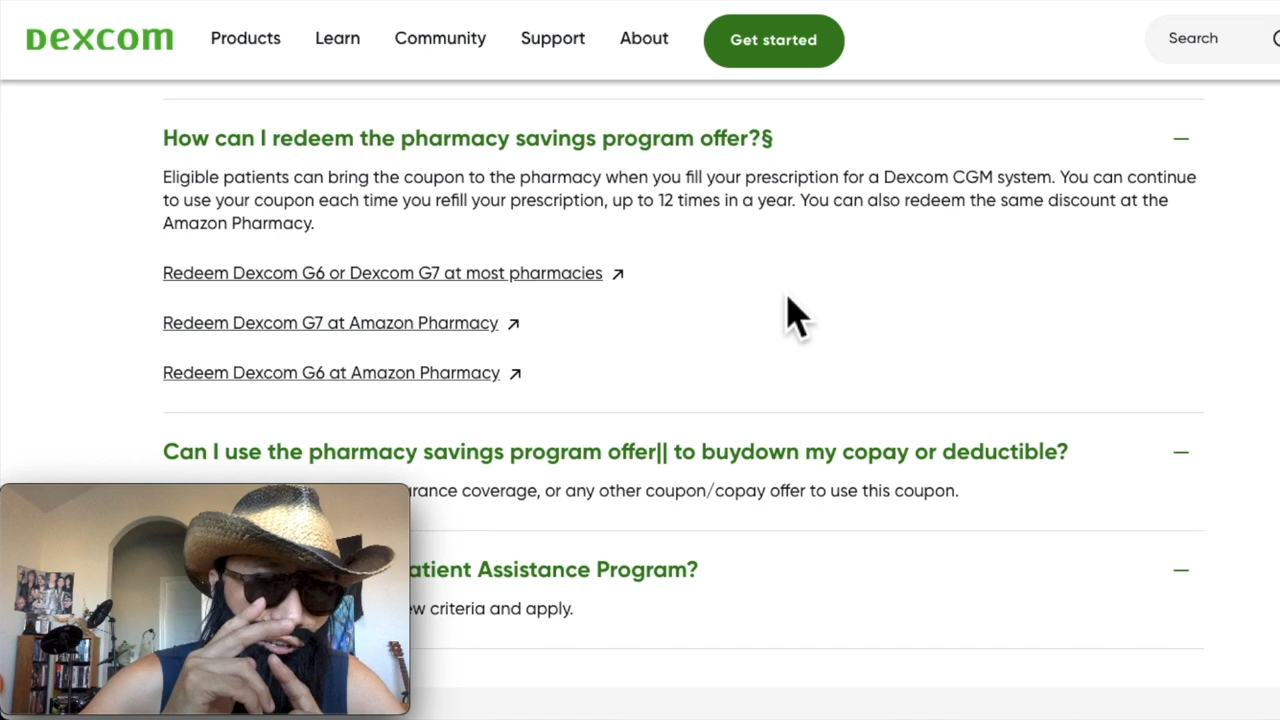 Dexcom Products Learn Community Support About Get started Search
How can I redeem the pharmacy savings program offer?§
Eligible patients can bring the coupon to the pharmacy when you fill your prescription for a Dexcom CGM system. You can continue
to use your coupon each time you refill your prescription, up to 12 times in a year. You can also redeem the same discount at the
Amazon Pharmacy.
Redeem Dexcom G6 or Dexcom G7 at most pharmacies
Redeem Dexcom G7 at Amazon Pharmacy
Redeem Dexcom G6 at Amazon Pharmacy
Can I use the pharmacy savings program offer|| to buydown my copay or deductible?
coverage, or any other coupon/copay offer to use this coupon.
Assistance Program?
criteria and apply.